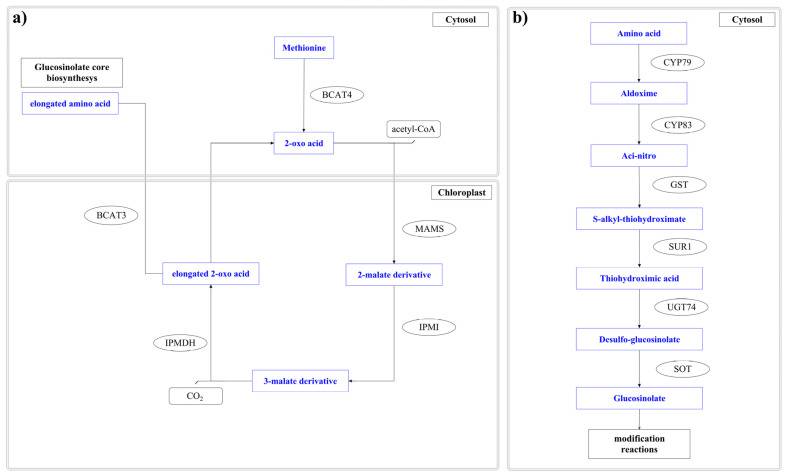 a)
Cytosol
Methionine
Glucosinolate core
biosynthesys
elongated amino acid
BCAT4
acetyl-CoA
2-oxo acid
Chloroplast
BCAT3
MAMS
elongated 2-oxo acid
2-malate derivative
IPMDH
IPMI
3-malate derivative
CO₂
b)
Cytosol
Amino acid
CYP79
Aldoxime
CYP83
Aci-nitro
GST
S-alkyl-thiohydroximate
SUR1
Thiohydroximic acid
UGT74
Desulfo-glucosinolate
SOT
Glucosinolate
modification
reactions